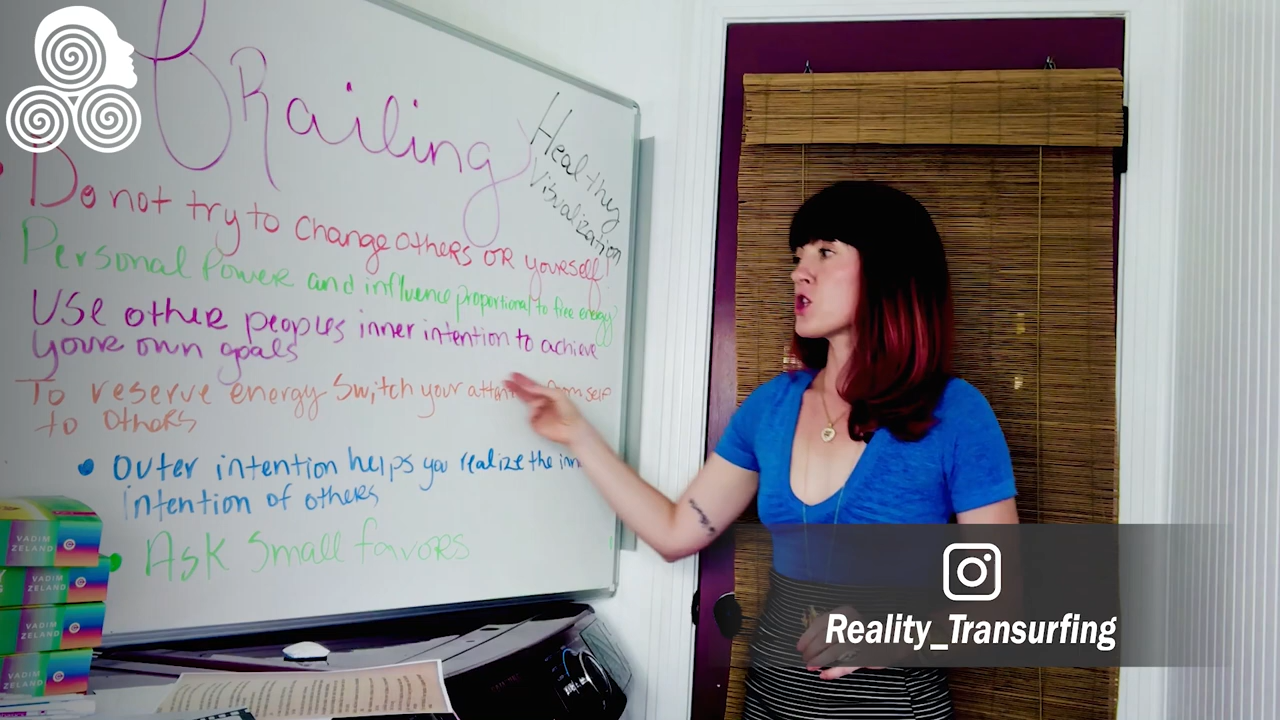 Frailing
Healthy
Visualization
Do not try to change others or yourself!
Personal Power and influence proportional to free energy
Use other peoples inner intention to achieve
your own goals
To reserve energy Switch your self
to others
Outer intention helps you realize the
intention of others
Ask small favors
VADIM
ZELAND
VADIM
ZELAND
VADIM
ZELAND
VADIM
ZELAND
Reality_Transurfing